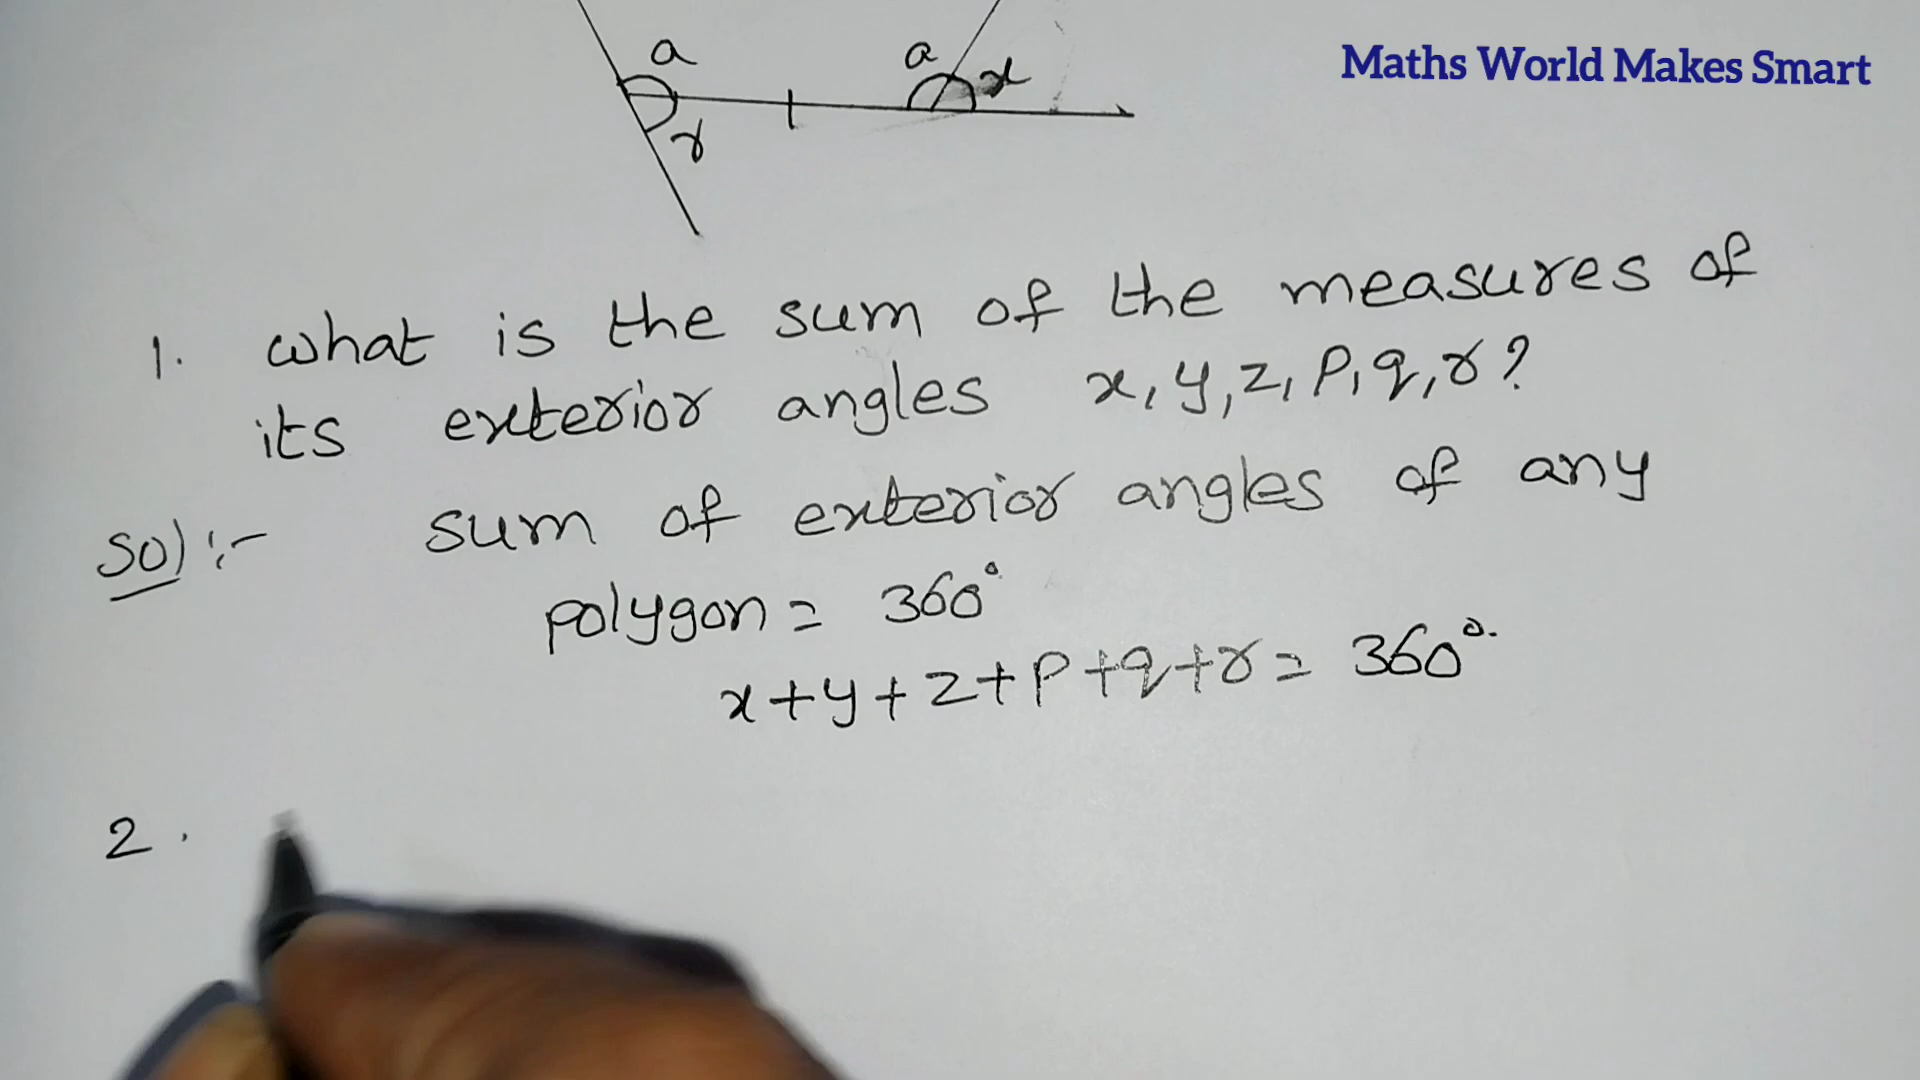 Maths World Makes Smart
a
a
x
r
1. what is the sum of the measures of
its exterior angles x, y, z, P, q, r?
Sol :- sum of exterior angles of any
polygon = 360°
x + y + z + P + q + r = 360°.
2.